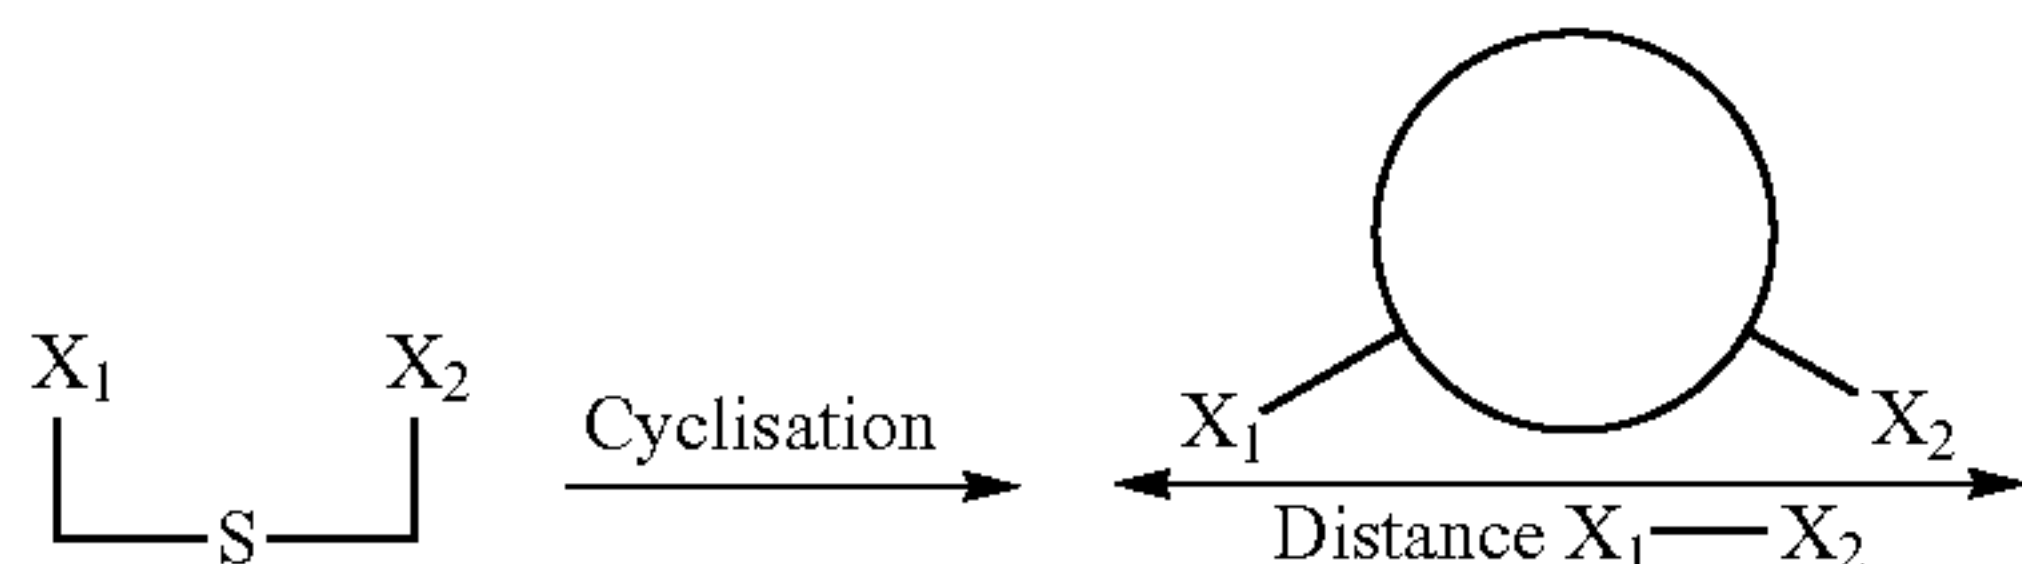 X₁ X₂
Cyclisation
S
X₁ X₂
Distance X₁—X₂